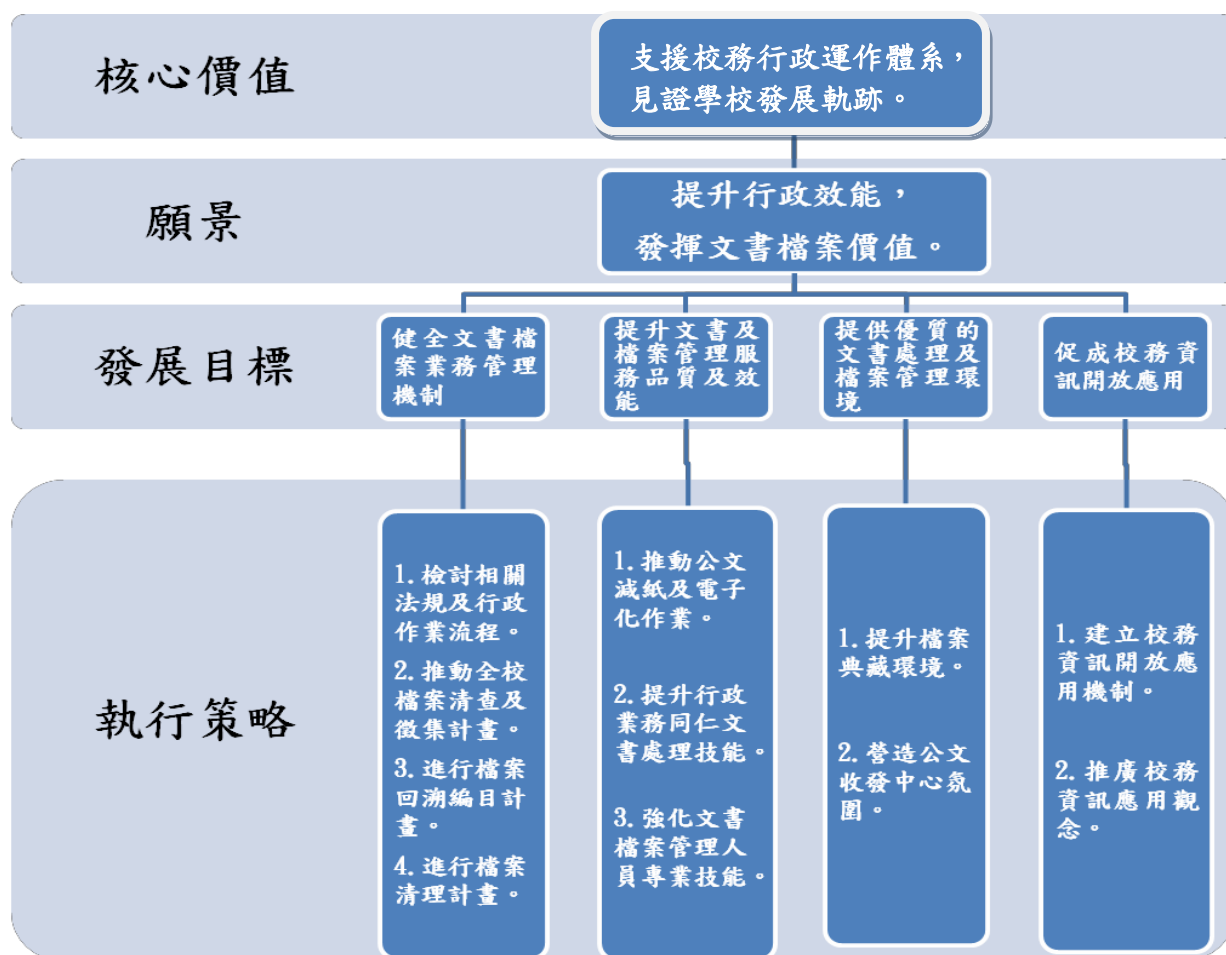 核心價值
支援校務行政運作體系，
見證學校發展軌跡。
願景
提升行政效能，
發揮文書檔案價值。
發展目標
健全文書檔
案業務管理
機制
提升文書及
檔案管理服
務品質及效
能
提供優質的
文書處理及
檔案管理環
境
促成校務資
訊開放應用
執行策略
1.檢討相關
法規及行政
作業流程。
2.推動全校
檔案清查及
徵集計畫。
3.進行檔案
回溯編目計
畫。
4.進行檔案
清理計畫。
1.推動公文
減紙及電子
化作業。
2.提升行政
業務同仁文
書處理技能。
3.強化文書
檔案管理人
員專業技能。
1.提升檔案
典藏環境。
2.營造公文
收發中心氛
圍。
1.建立校務
資訊開放應
用機制。
2.推廣校務
資訊應用觀
念。